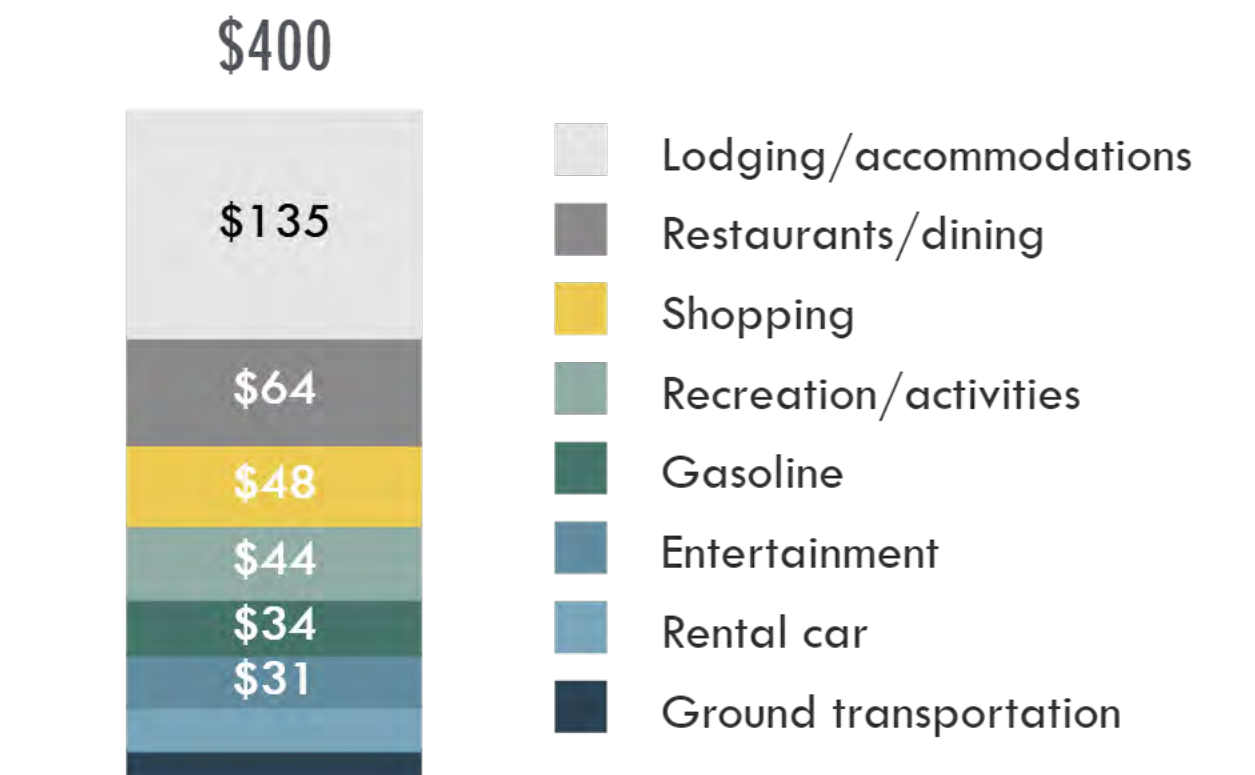 $400
$135
$64
$48
$44
$34
$31
Lodging/accommodations
Restaurants/dining
Shopping
Recreation/activities
Gasoline
Entertainment
Rental car
Ground transportation